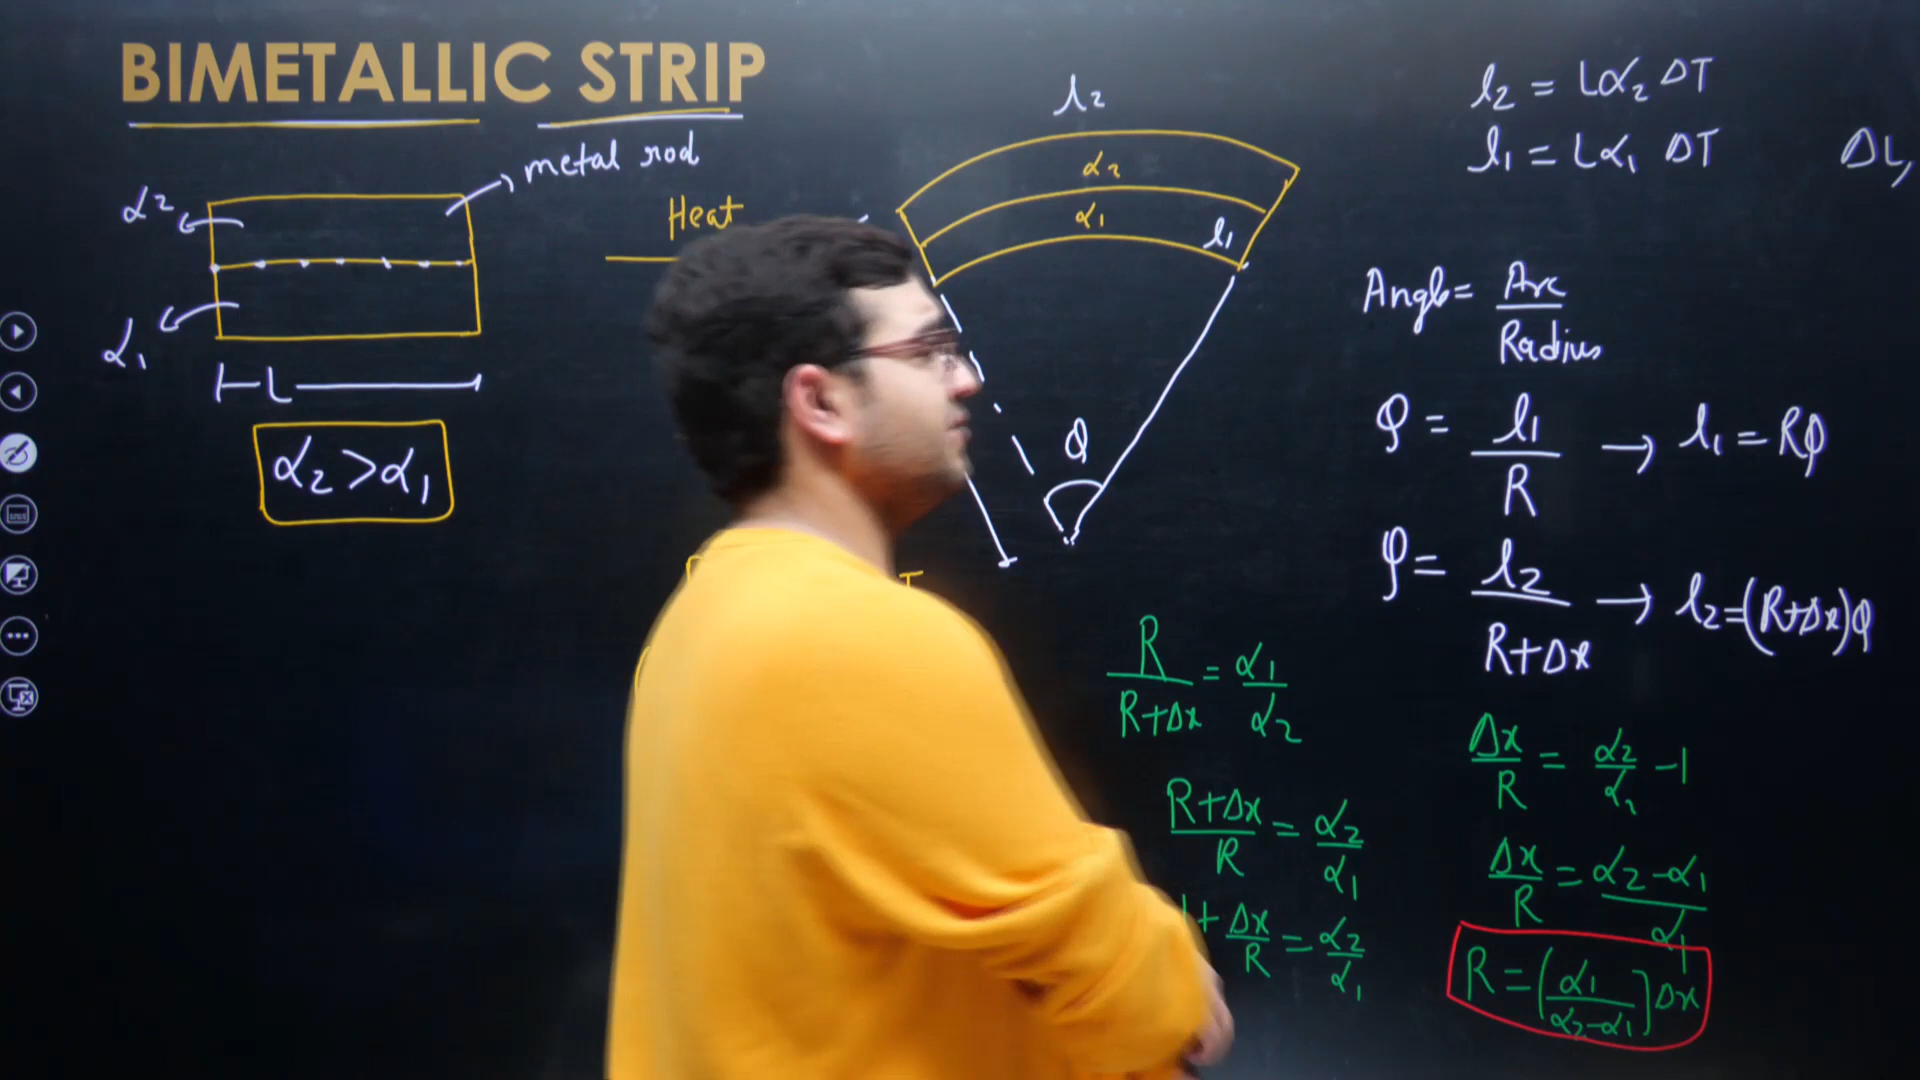 BIMETALLIC STRIP
metal rod
α2
α1
L
α2 > α1
Heat
l2
α2
α1
l1
Q
l2 = Lα2 ΔT
l1 = Lα1 ΔT
ΔL,
Angle = Arc / Radius
φ = l1 / R → l1 = Rφ
φ = l2 / R+Δx → l2 = (R+Δx)φ
R / R+Δx = α1 / α2
R+Δx / R = α2 / α1
1 + Δx / R = α2 / α1
Δx / R = α2 / α1 - 1
Δx / R = α2 - α1 / α1
R = (α1 / α2-α1) Δx